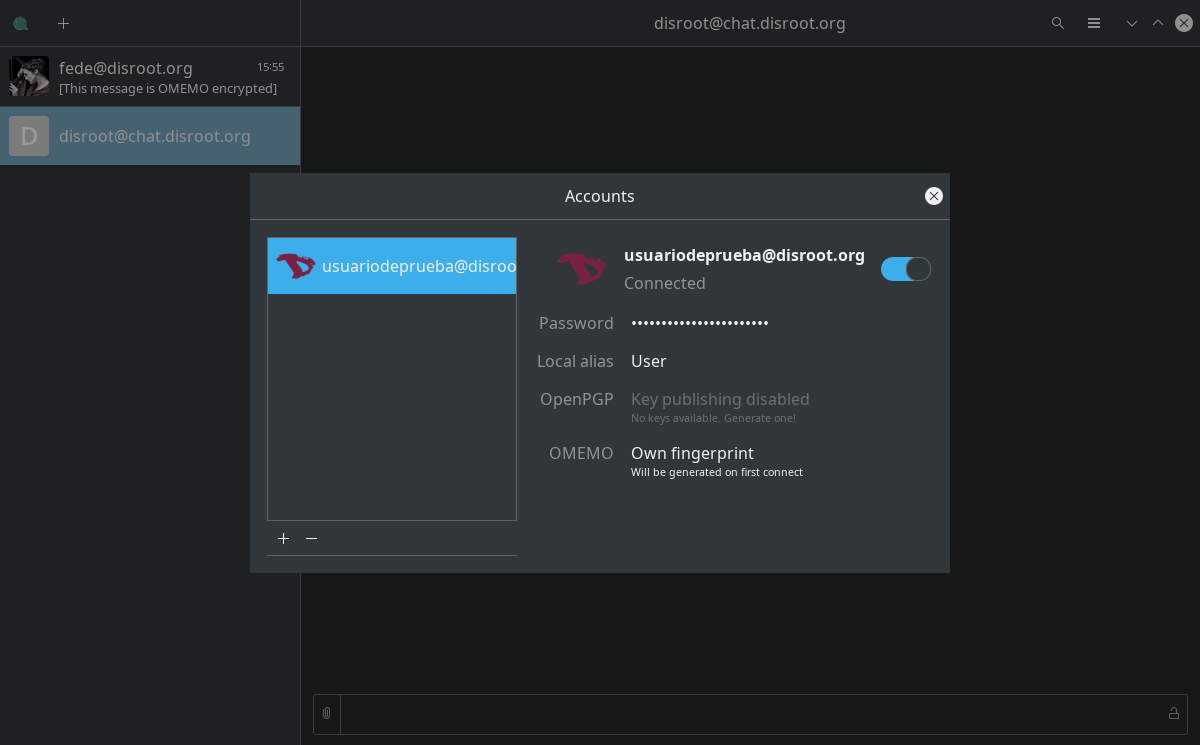 disroot@chat.disroot.org
fede@disroot.org
15:55
[This message is OMEMO encrypted]
D
disroot@chat.disroot.org
Accounts
usuariodeprueba@disroo
usuariodeprueba@disroot.org
Connected
Password •••••••••••••••••••••••
Local alias User
OpenPGP Key publishing disabled
No keys available. Generate one!
OMEMO Own fingerprint
Will be generated on first connect